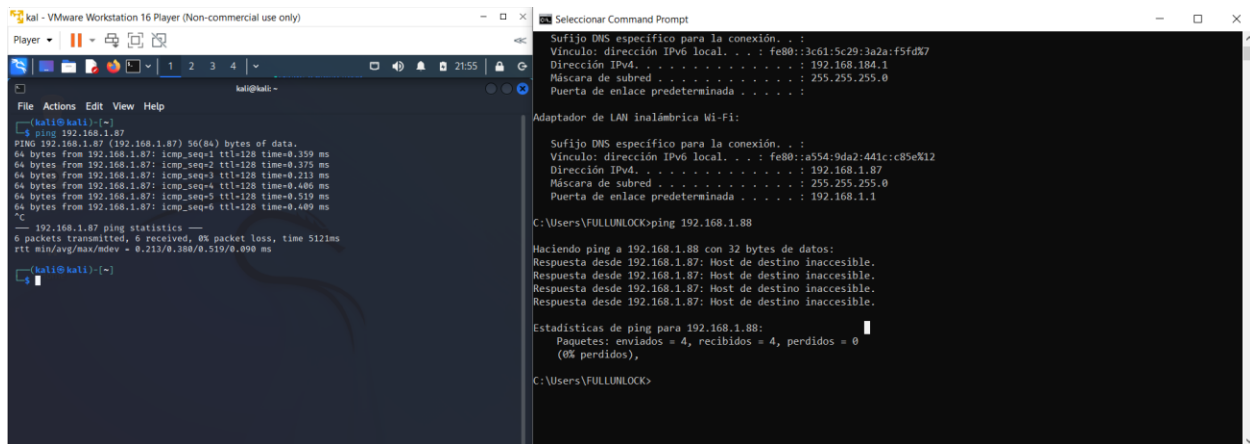 kal - VMware Workstation 16 Player (Non-commercial use only)
Player
1 2 3 4
21:55
kali@kali: ~
File Actions Edit View Help
┌──(kali㉿kali)-[~]
└─$ ping 192.168.1.87
PING 192.168.1.87 (192.168.1.87) 56(84) bytes of data.
64 bytes from 192.168.1.87: icmp_seq=1 ttl=128 time=0.359 ms
64 bytes from 192.168.1.87: icmp_seq=2 ttl=128 time=0.375 ms
64 bytes from 192.168.1.87: icmp_seq=3 ttl=128 time=0.213 ms
64 bytes from 192.168.1.87: icmp_seq=4 ttl=128 time=0.406 ms
64 bytes from 192.168.1.87: icmp_seq=5 ttl=128 time=0.519 ms
64 bytes from 192.168.1.87: icmp_seq=6 ttl=128 time=0.409 ms
^C
— 192.168.1.87 ping statistics —
6 packets transmitted, 6 received, 0% packet loss, time 5121ms
rtt min/avg/max/mdev = 0.213/0.380/0.519/0.090 ms
┌──(kali㉿kali)-[~]
└─$
Seleccionar Command Prompt
Sufijo DNS específico para la conexión. . :
Vínculo: dirección IPv6 local. . . : fe80::3c61:5c29:3a2a:f5fd%7
Dirección IPv4. . . . . . . . . . . . . . : 192.168.184.1
Máscara de subred . . . . . . . . . . . . : 255.255.255.0
Puerta de enlace predeterminada . . . . . :
Adaptador de LAN inalámbrica Wi-Fi:
Sufijo DNS específico para la conexión. . :
Vínculo: dirección IPv6 local. . . : fe80::a554:9da2:441c:c85e%12
Dirección IPv4. . . . . . . . . . . . . . : 192.168.1.87
Máscara de subred . . . . . . . . . . . . : 255.255.255.0
Puerta de enlace predeterminada . . . . . : 192.168.1.1
C:\Users\FULLUNLOCK>ping 192.168.1.88
Haciendo ping a 192.168.1.88 con 32 bytes de datos:
Respuesta desde 192.168.1.87: Host de destino inaccesible.
Respuesta desde 192.168.1.87: Host de destino inaccesible.
Respuesta desde 192.168.1.87: Host de destino inaccesible.
Respuesta desde 192.168.1.87: Host de destino inaccesible.
Estadísticas de ping para 192.168.1.88:
Paquetes: enviados = 4, recibidos = 4, perdidos = 0
(0% perdidos),
C:\Users\FULLUNLOCK>